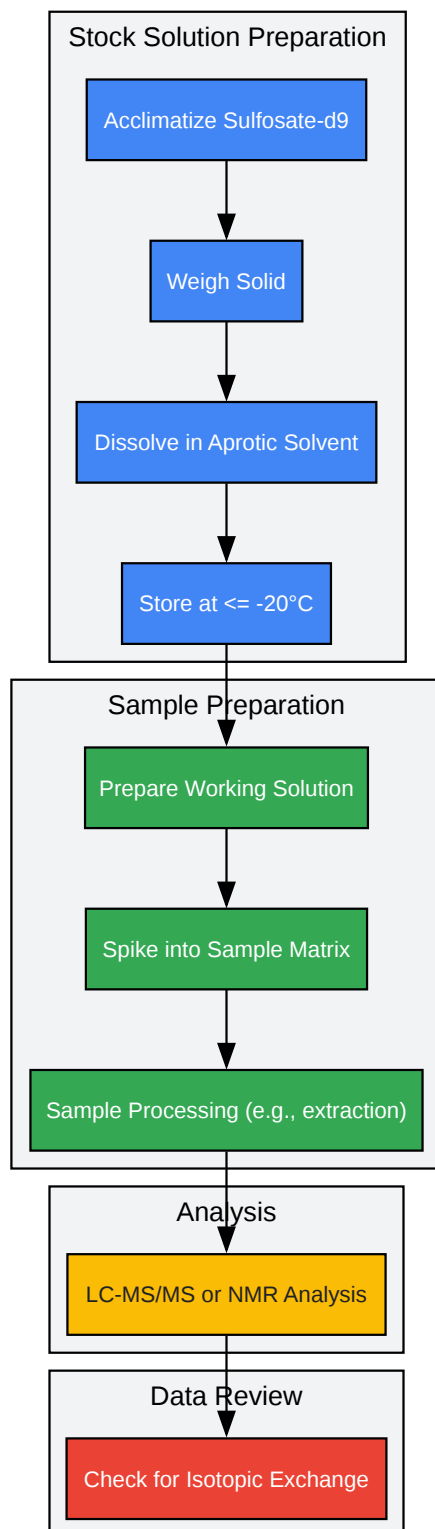 Stock Solution Preparation
Acclimatize Sulfosate-d9
Weigh Solid
Dissolve in Aprotic Solvent
Store at <= -20°C
Sample Preparation
Prepare Working Solution
Spike into Sample Matrix
Sample Processing (e.g., extraction)
Analysis
LC-MS/MS or NMR Analysis
Data Review
Check for Isotopic Exchange